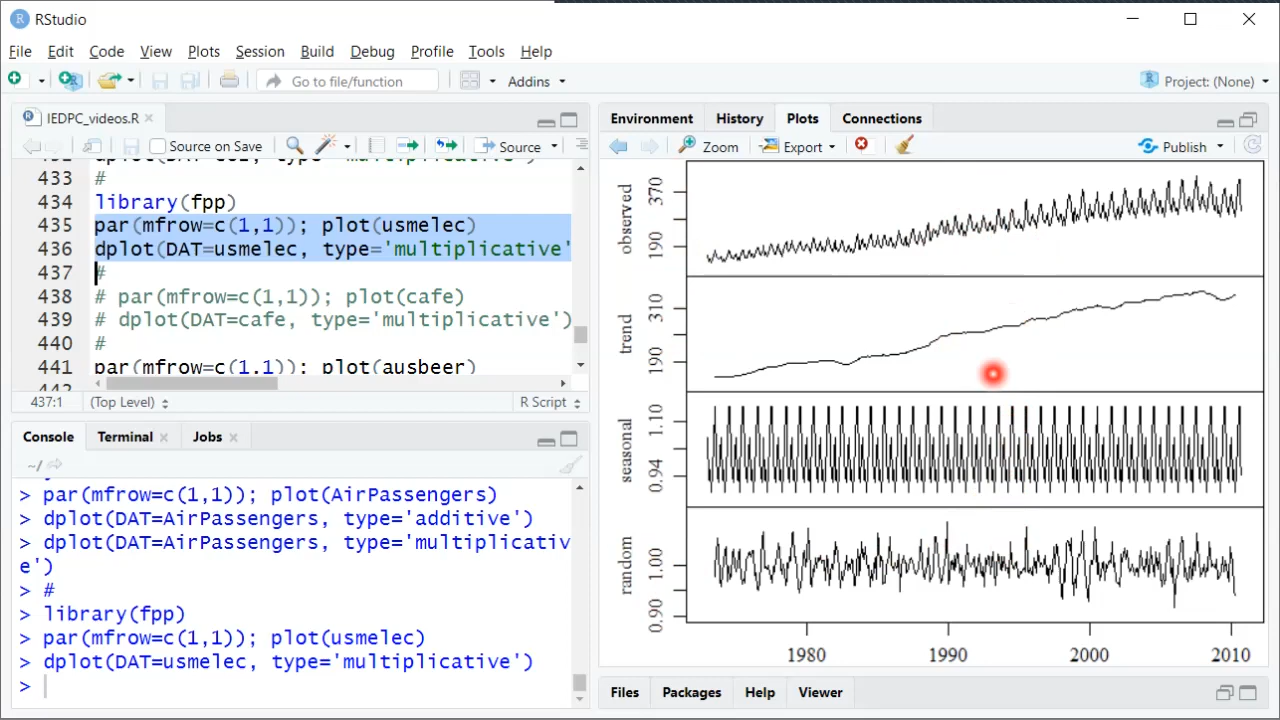 RStudio
File Edit Code View Plots Session Build Debug Profile Tools Help
Go to file/function Addins Project: (None)
IEDPC_videos.R
Source on Save Source
433 #
434 library(fpp)
435 par(mfrow=c(1,1)); plot(usmelec)
436 dplot(DAT=usmelec, type='multiplicative'
437 #
438 # par(mfrow=c(1,1)); plot(cafe)
439 # dplot(DAT=cafe, type='multiplicative')
440 #
441 par(mfrow=c(1,1)); plot(ausbeer)
437:1 (Top Level) R Script
Console Terminal Jobs
~/
> par(mfrow=c(1,1)); plot(AirPassengers)
> dplot(DAT=AirPassengers, type='additive')
> dplot(DAT=AirPassengers, type='multiplicativ
e')
> #
> library(fpp)
> par(mfrow=c(1,1)); plot(usmelec)
> dplot(DAT=usmelec, type='multiplicative')
>
Environment History Plots Connections
Zoom Export Publish
observed 190 370
trend 190 310
seasonal 0.94 1.10
random 0.90 1.00
1980 1990 2000 2010
Files Packages Help Viewer